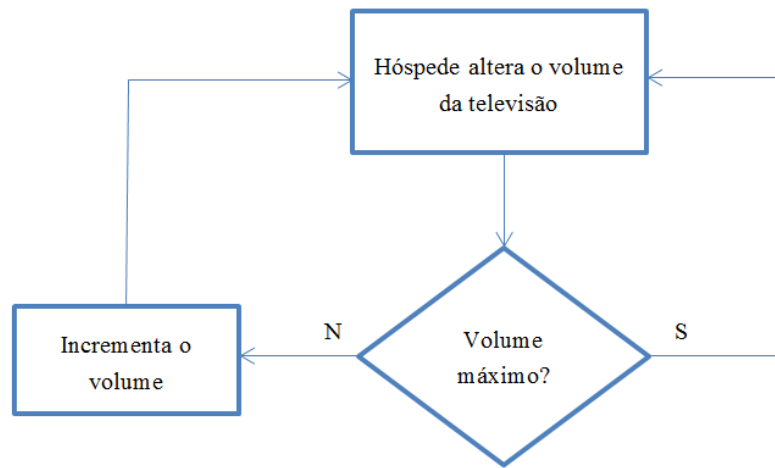 Hóspede altera o volume
da televisão
N
Volume
máximo?
S
Incrementa o
volume